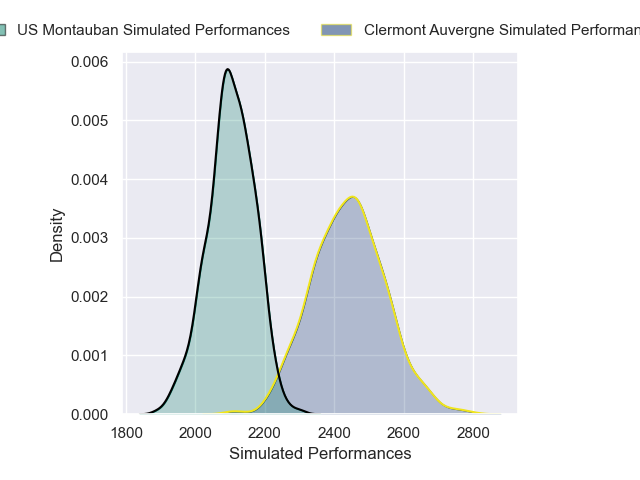 US Montauban Simulated Performances
Clermont Auvergne Simulated Performan
0.006
0.005
0.004
0.003
0.002
0.001
0.000
Density
1800 2000 2200 2400 2600 2800
Simulated Performances